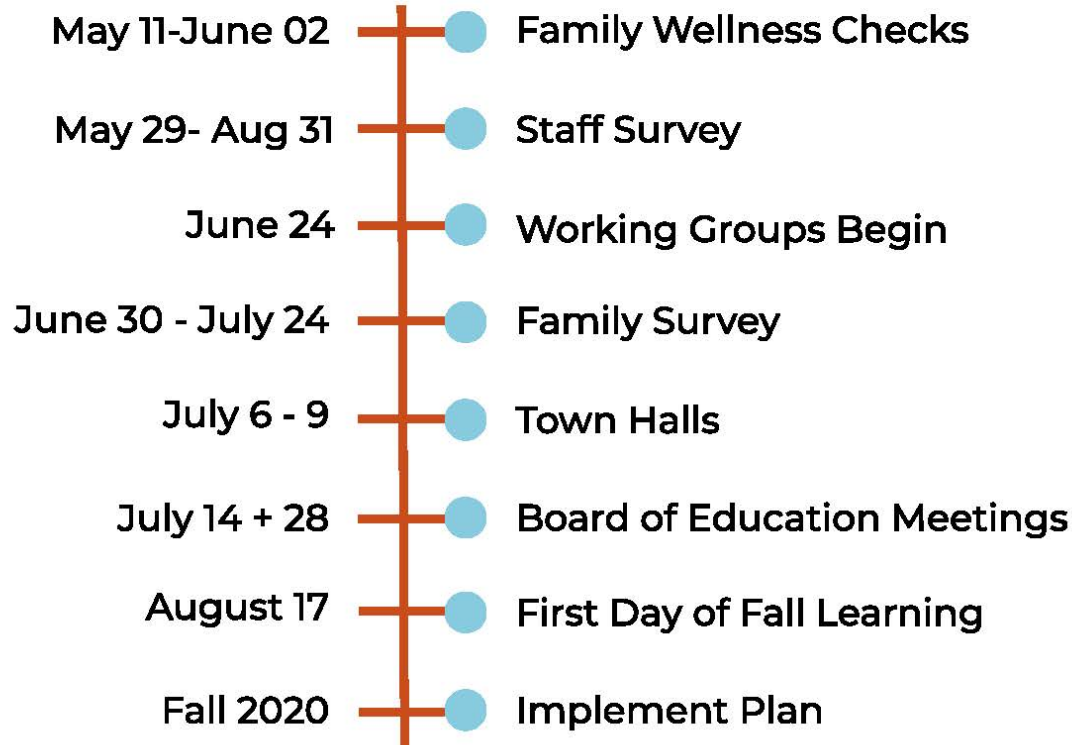 May 11-June 02 Family Wellness Checks
May 29- Aug 31 Staff Survey
June 24 Working Groups Begin
June 30 - July 24 Family Survey
July 6 - 9 Town Halls
July 14 + 28 Board of Education Meetings
August 17 First Day of Fall Learning
Fall 2020 Implement Plan